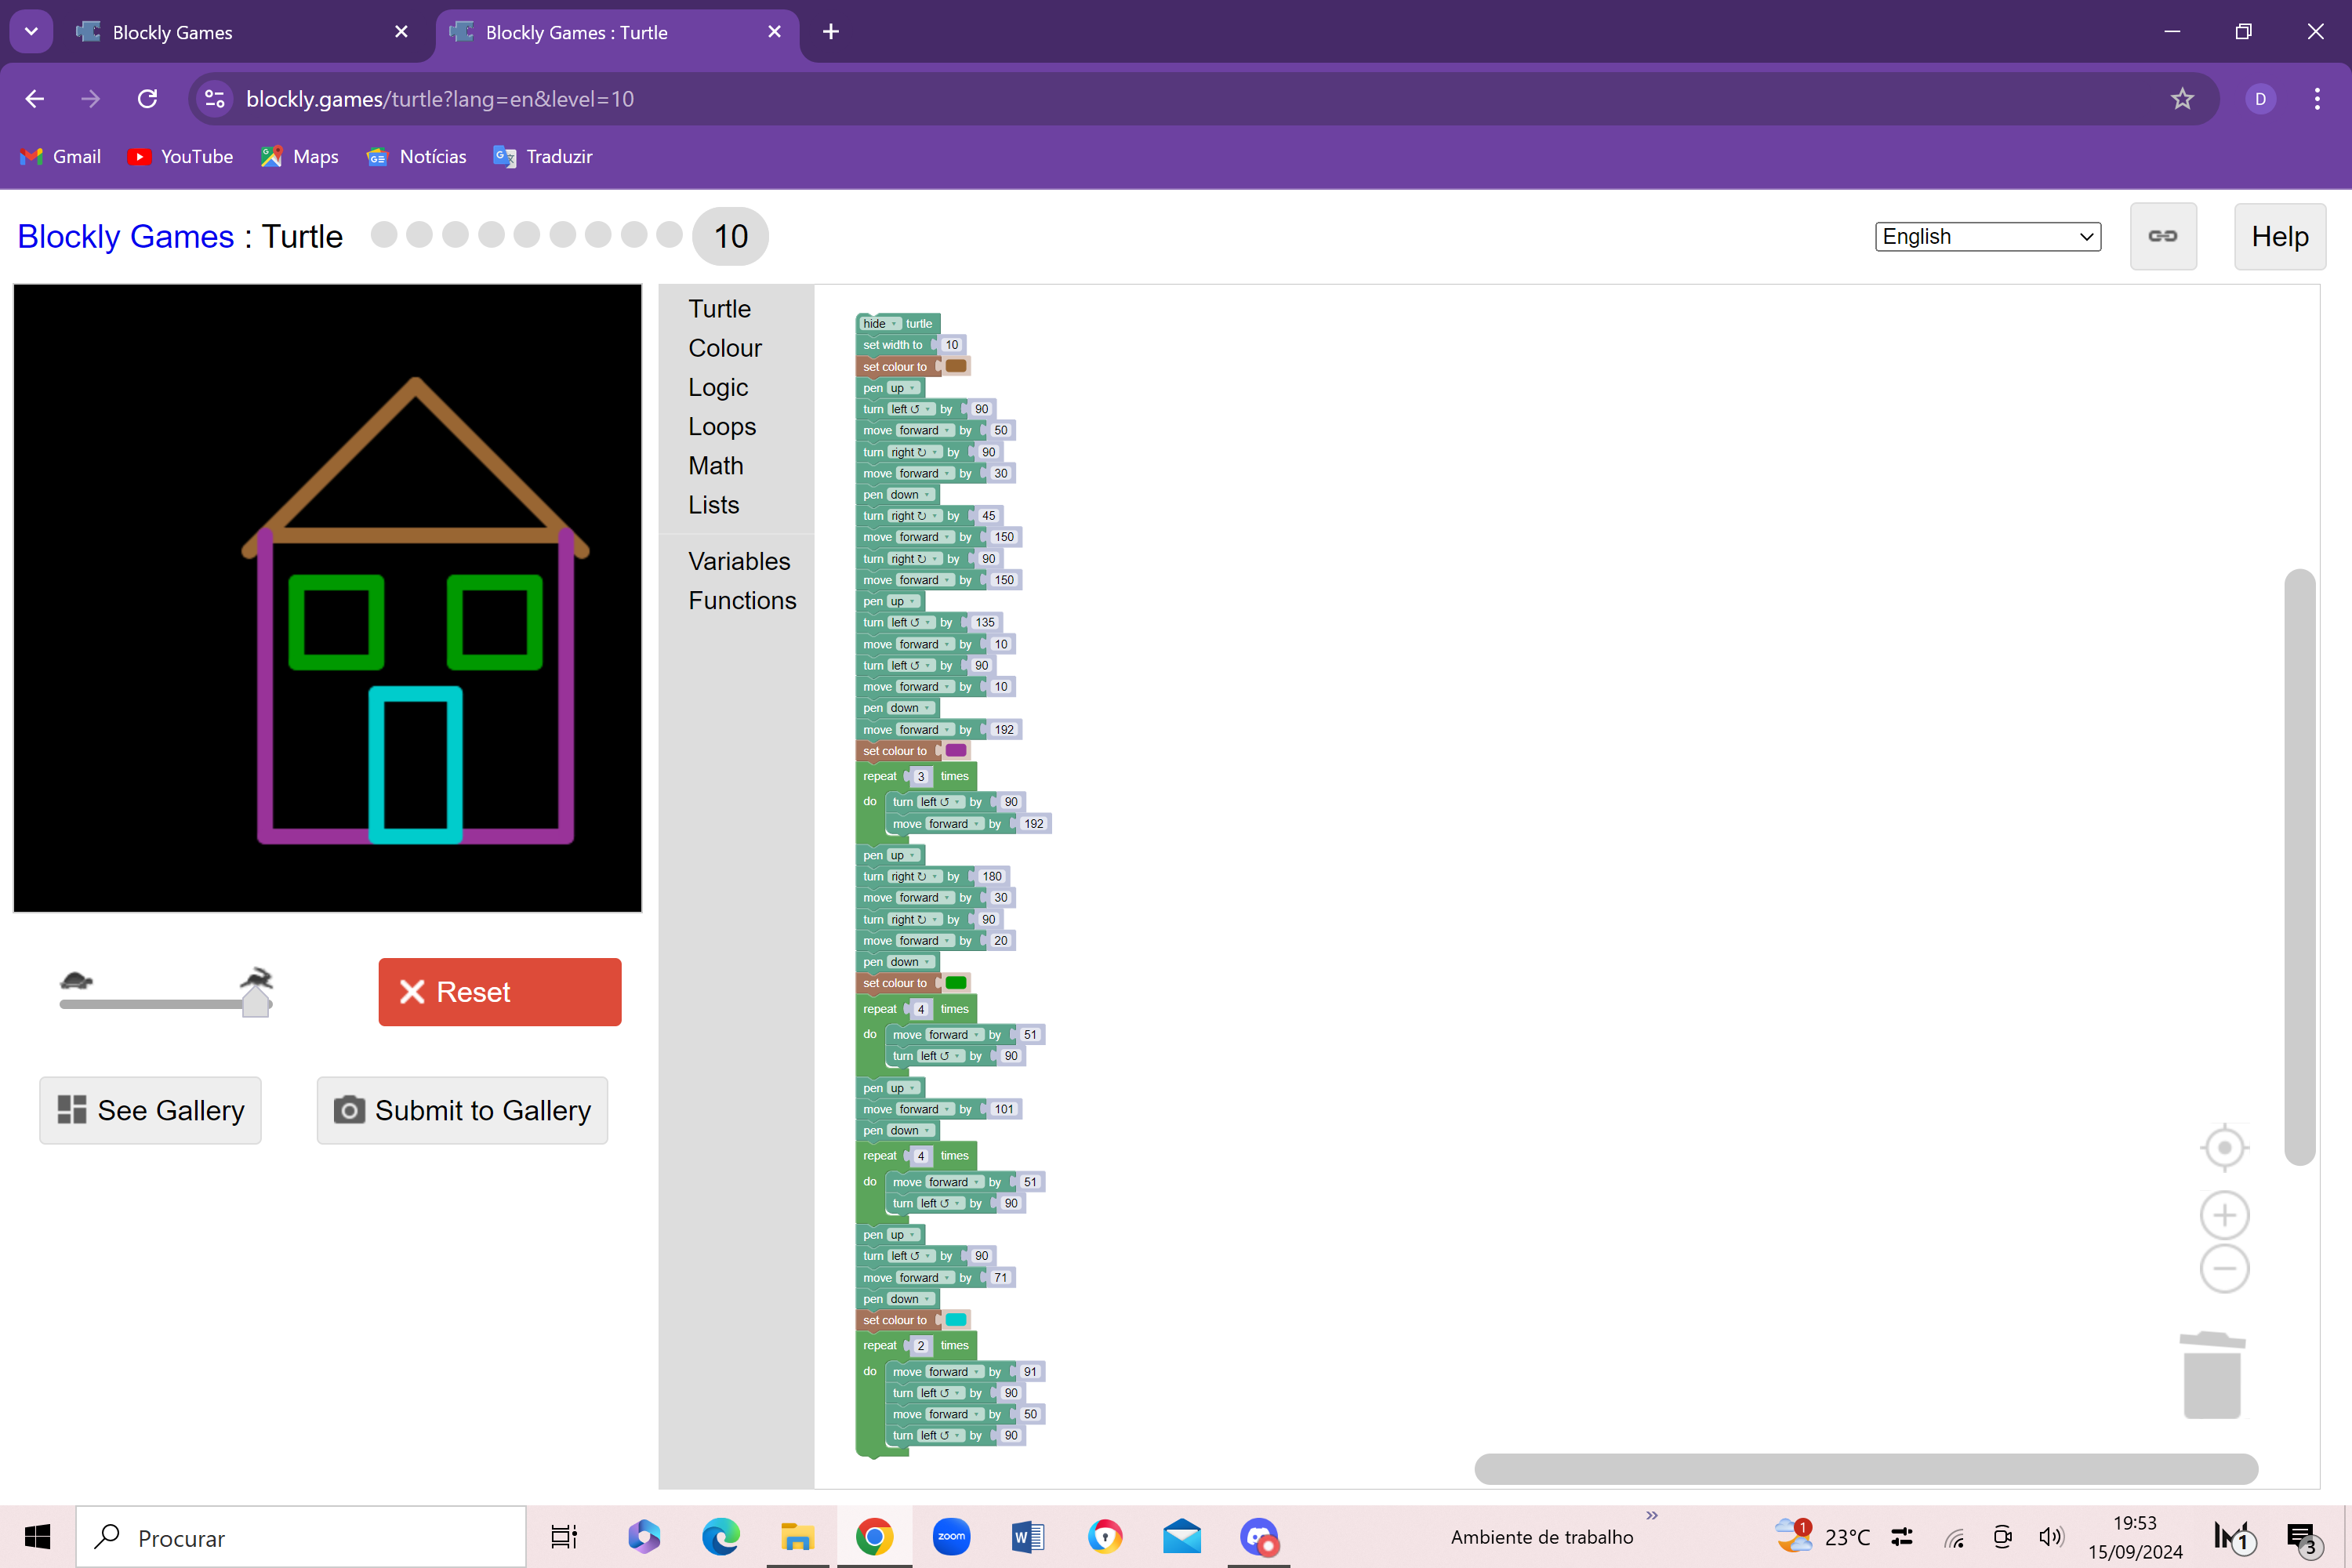 Blockly Games
Blockly Games : Turtle
blockly.games/turtle?lang=en&level=10
D
Gmail
YouTube
Maps
Notícias
Traduzir
Blockly Games : Turtle
10
English
Help
Turtle
Colour
Logic
Loops
Math
Lists
Variables
Functions
hide turtle
set width to 10
set colour to
pen up
turn left ↺ by 90
move forward by 50
turn right ↻ by 90
move forward by 30
pen down
turn right ↻ by 45
move forward by 150
turn right ↻ by 90
move forward by 150
pen up
turn left ↺ by 135
move forward by 10
turn left ↺ by 90
move forward by 10
pen down
move forward by 192
set colour to
repeat 3 times
do turn left ↺ by 90
move forward by 192
pen up
turn right ↻ by 180
move forward by 30
turn right ↻ by 90
move forward by 20
pen down
set colour to
repeat 4 times
do move forward by 51
turn left ↺ by 90
pen up
move forward by 101
pen down
repeat 4 times
do move forward by 51
turn left ↺ by 90
pen up
turn left ↺ by 90
move forward by 71
pen down
set colour to
repeat 2 times
do move forward by 91
turn left ↺ by 90
move forward by 50
turn left ↺ by 90
Reset
See Gallery
Submit to Gallery
Procurar
zoom
Ambiente de trabalho
1
23°C
19:53
15/09/2024
1
3